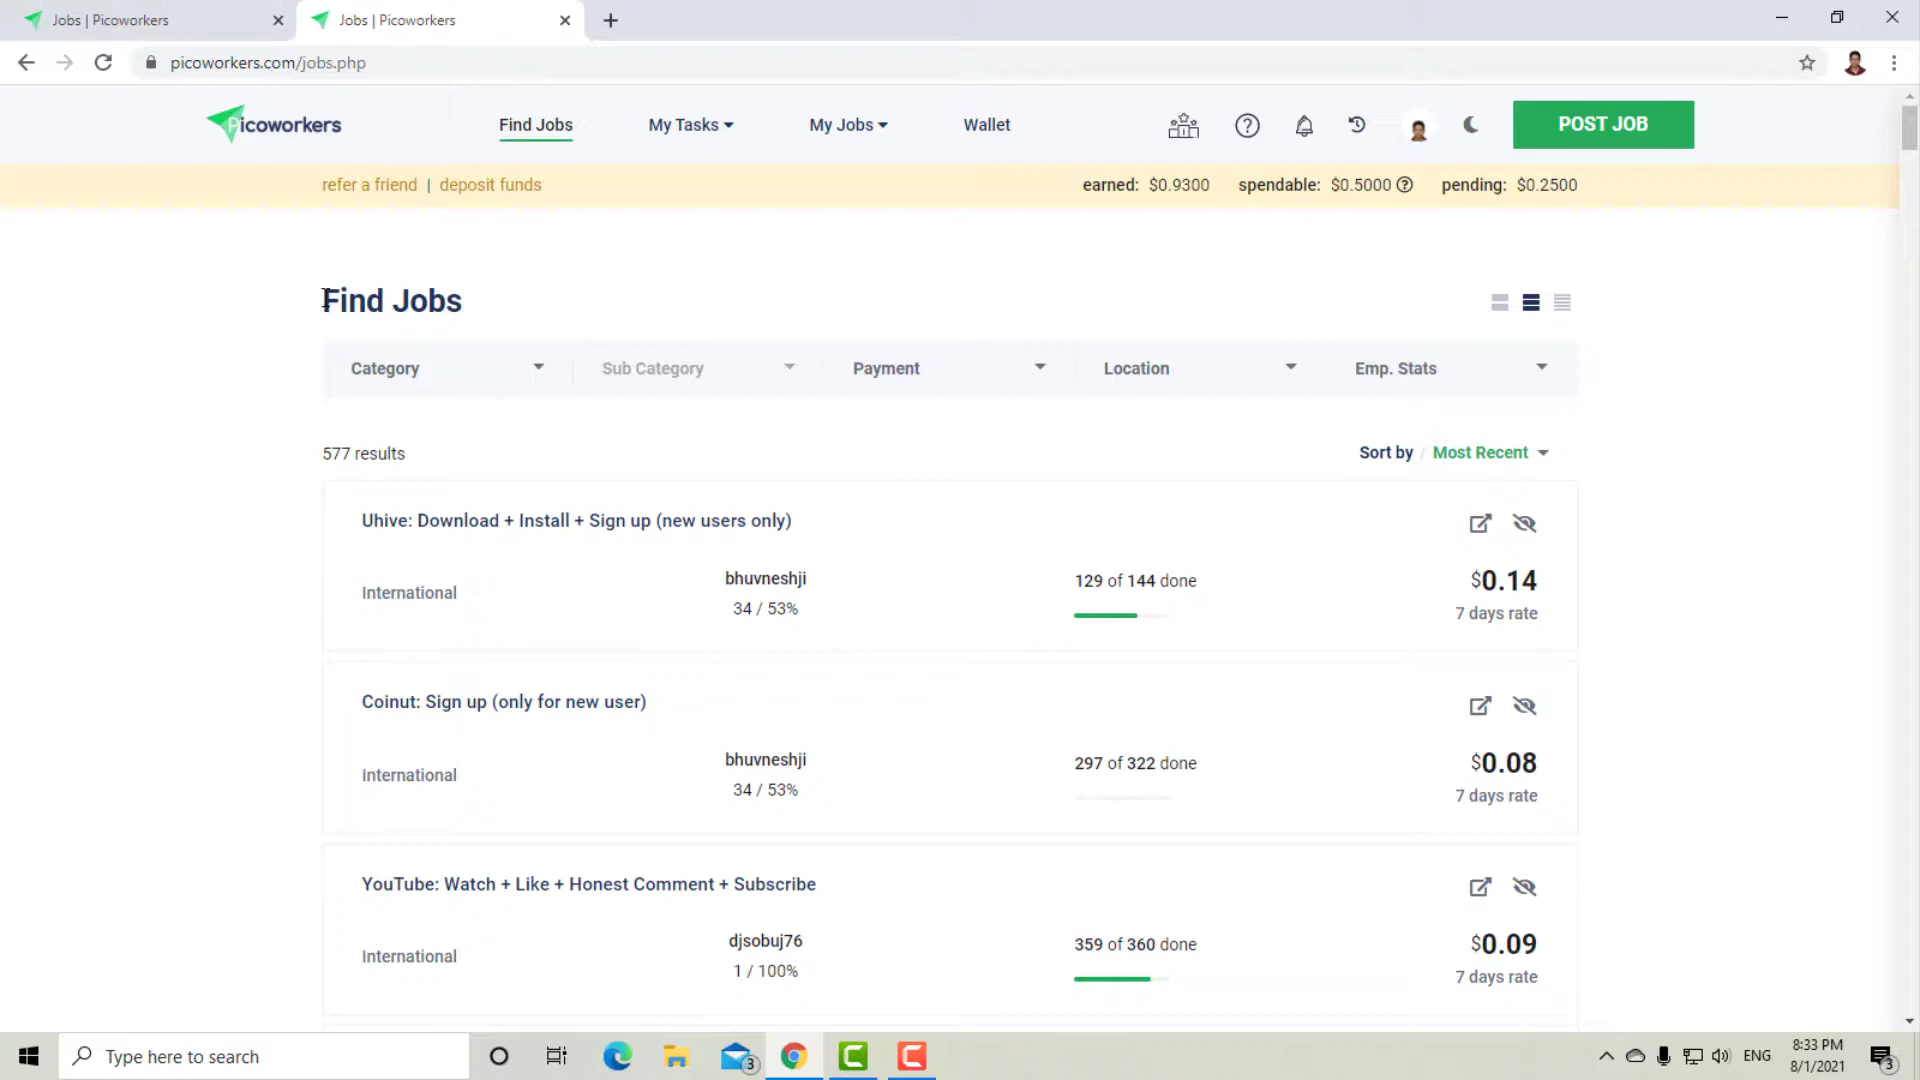 Jobs | Picoworkers
Jobs | Picoworkers
picoworkers.com/jobs.php
Picoworkers
Find Jobs
My Tasks
My Jobs
Wallet
POST JOB
refer a friend | deposit funds
earned: $0.9300
spendable: $0.5000
pending: $0.2500
Find Jobs
Category
Sub Category
Payment
Location
Emp. Stats
577 results
Sort by / Most Recent
Uhive: Download + Install + Sign up (new users only)
International
bhuvneshji
34 / 53%
129 of 144 done
$0.14
7 days rate
Coinut: Sign up (only for new user)
International
bhuvneshji
34 / 53%
297 of 322 done
$0.08
7 days rate
YouTube: Watch + Like + Honest Comment + Subscribe
International
djsobuj76
1 / 100%
359 of 360 done
$0.09
7 days rate
Type here to search
3
ENG
8:33 PM
8/1/2021
3